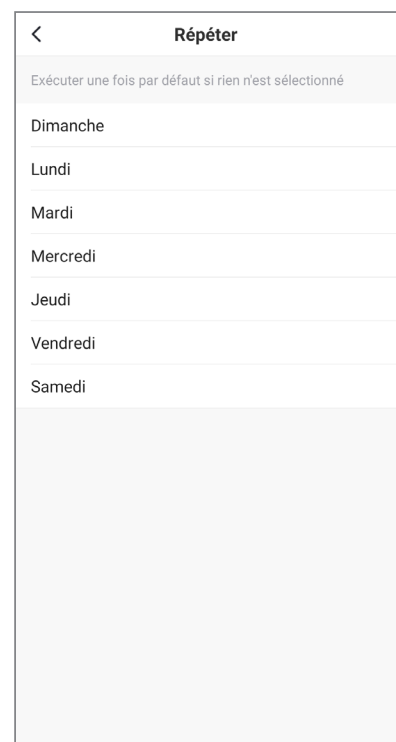 Répéter
Exécuter une fois par défaut si rien n'est sélectionné
Dimanche
Lundi
Mardi
Mercredi
Jeudi
Vendredi
Samedi